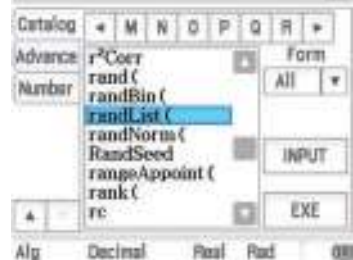 Catalog M N O P Q R
Advance r²Corr Form
rand( All
Number
randBin(
randList(
randNorm(
RandSeed INPUT
rangeAppoint(
rank(
rc EXE
Alg Decimal Real Rad